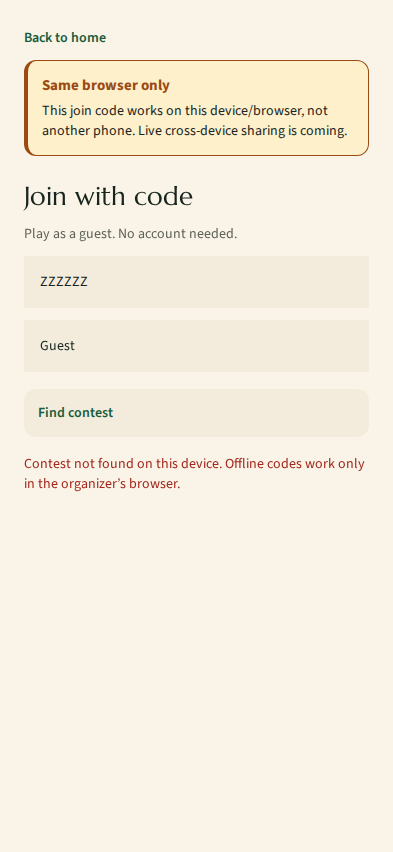 Back to home
Same browser only
This join code works on this device/browser, not
another phone. Live cross-device sharing is coming.
Join with code
Play as a guest. No account needed.
ZZZZZZ
Guest
Find contest
Contest not found on this device. Offline codes work only
in the organizer’s browser.